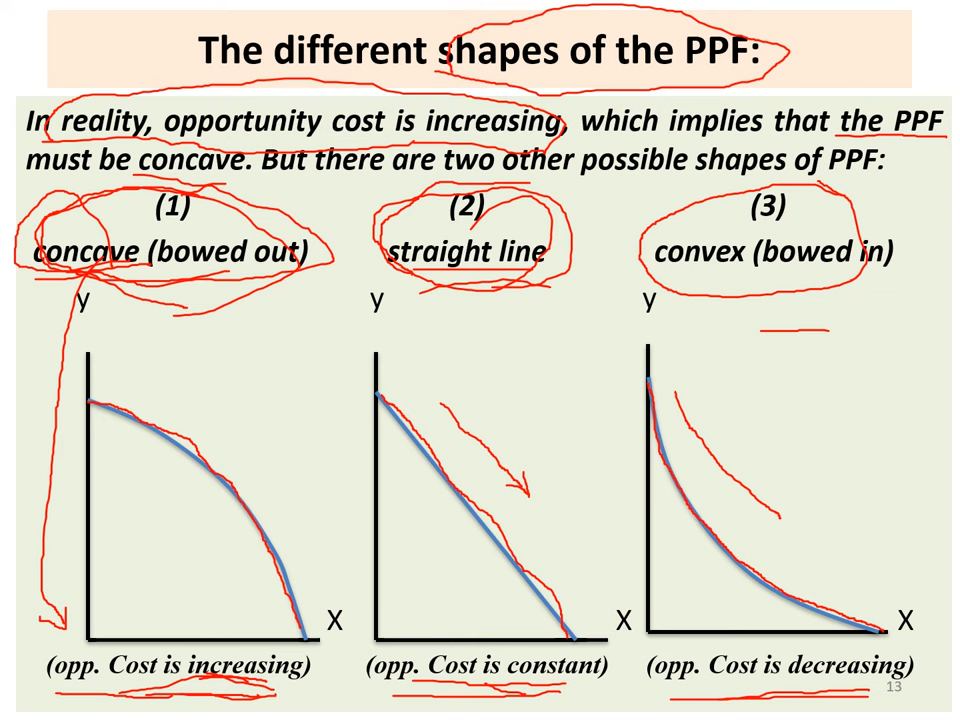 The different shapes of the PPF:
In reality, opportunity cost is increasing, which implies that the PPF
must be concave. But there are two other possible shapes of PPF:
(1) (2) (3)
concave (bowed out) straight line convex (bowed in)
y y y
X X X
(opp. Cost is increasing) (opp. Cost is constant) (opp. Cost is decreasing)
13